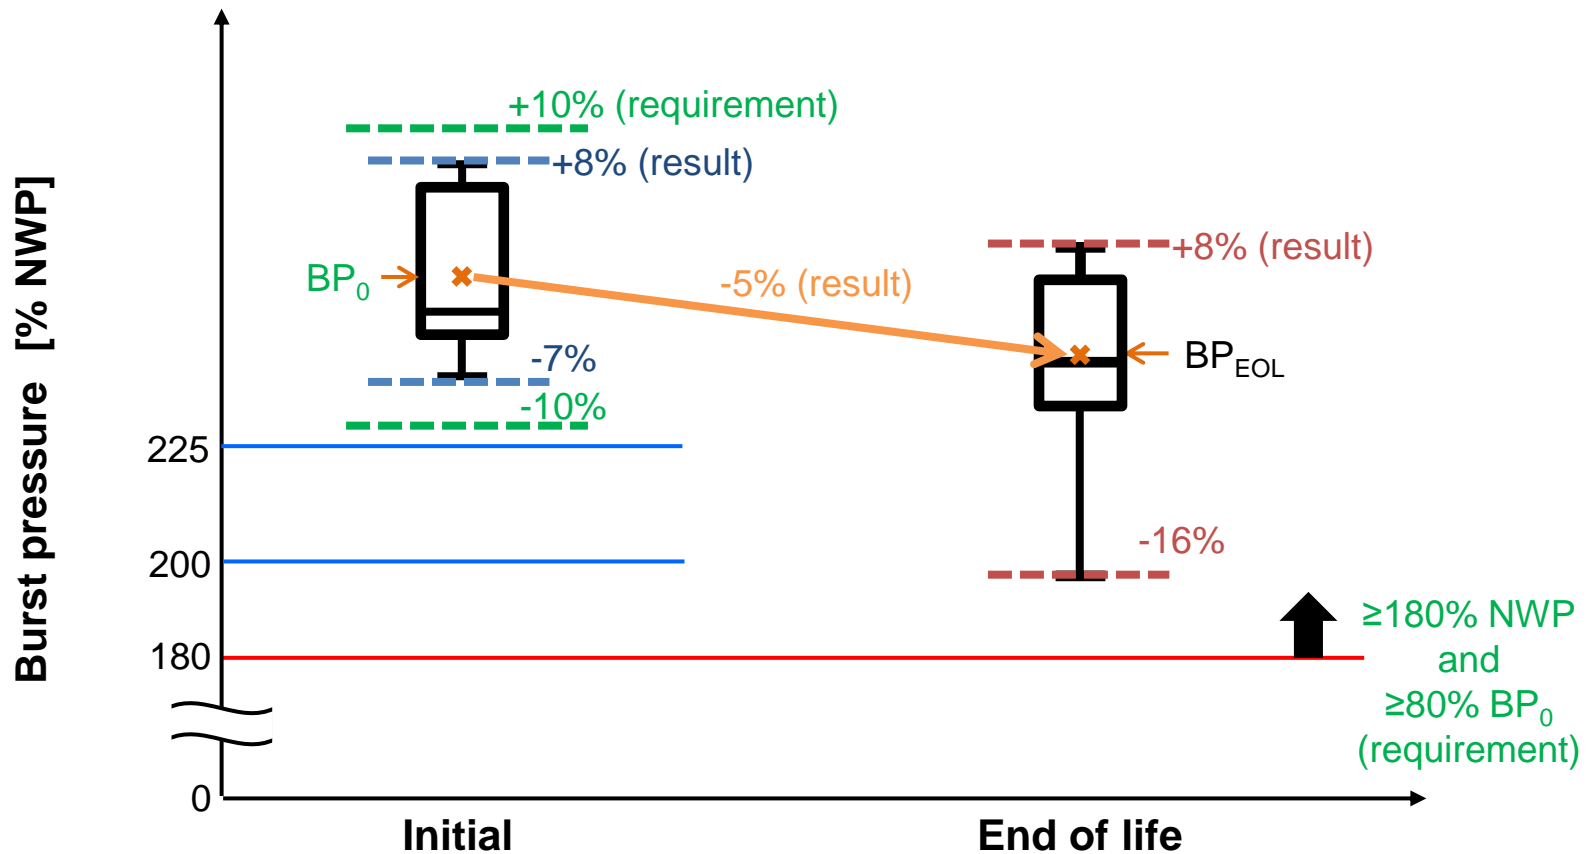 Burst pressure [% NWP]
+10% (requirement)
+8% (result)
BP0
-7%
-10%
-5% (result)
+8% (result)
BPEOL
-16%
225
200
180
0
≥180% NWP
and
≥80% BP0
(requirement)
Initial
End of life